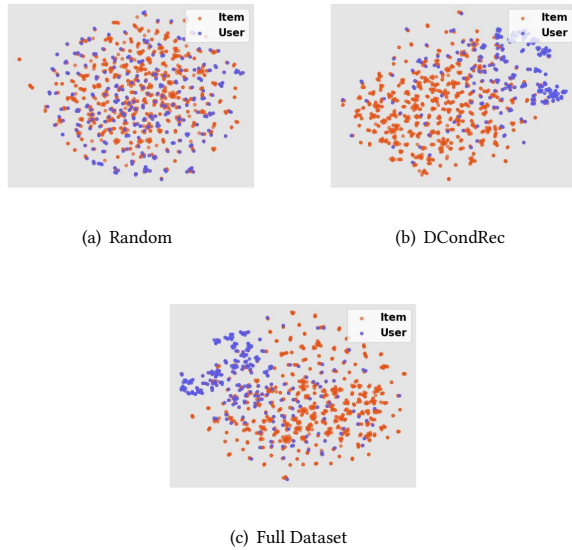 Item
User
Item
User
(a) Random
(b) DCondRec
Item
User
(c) Full Dataset